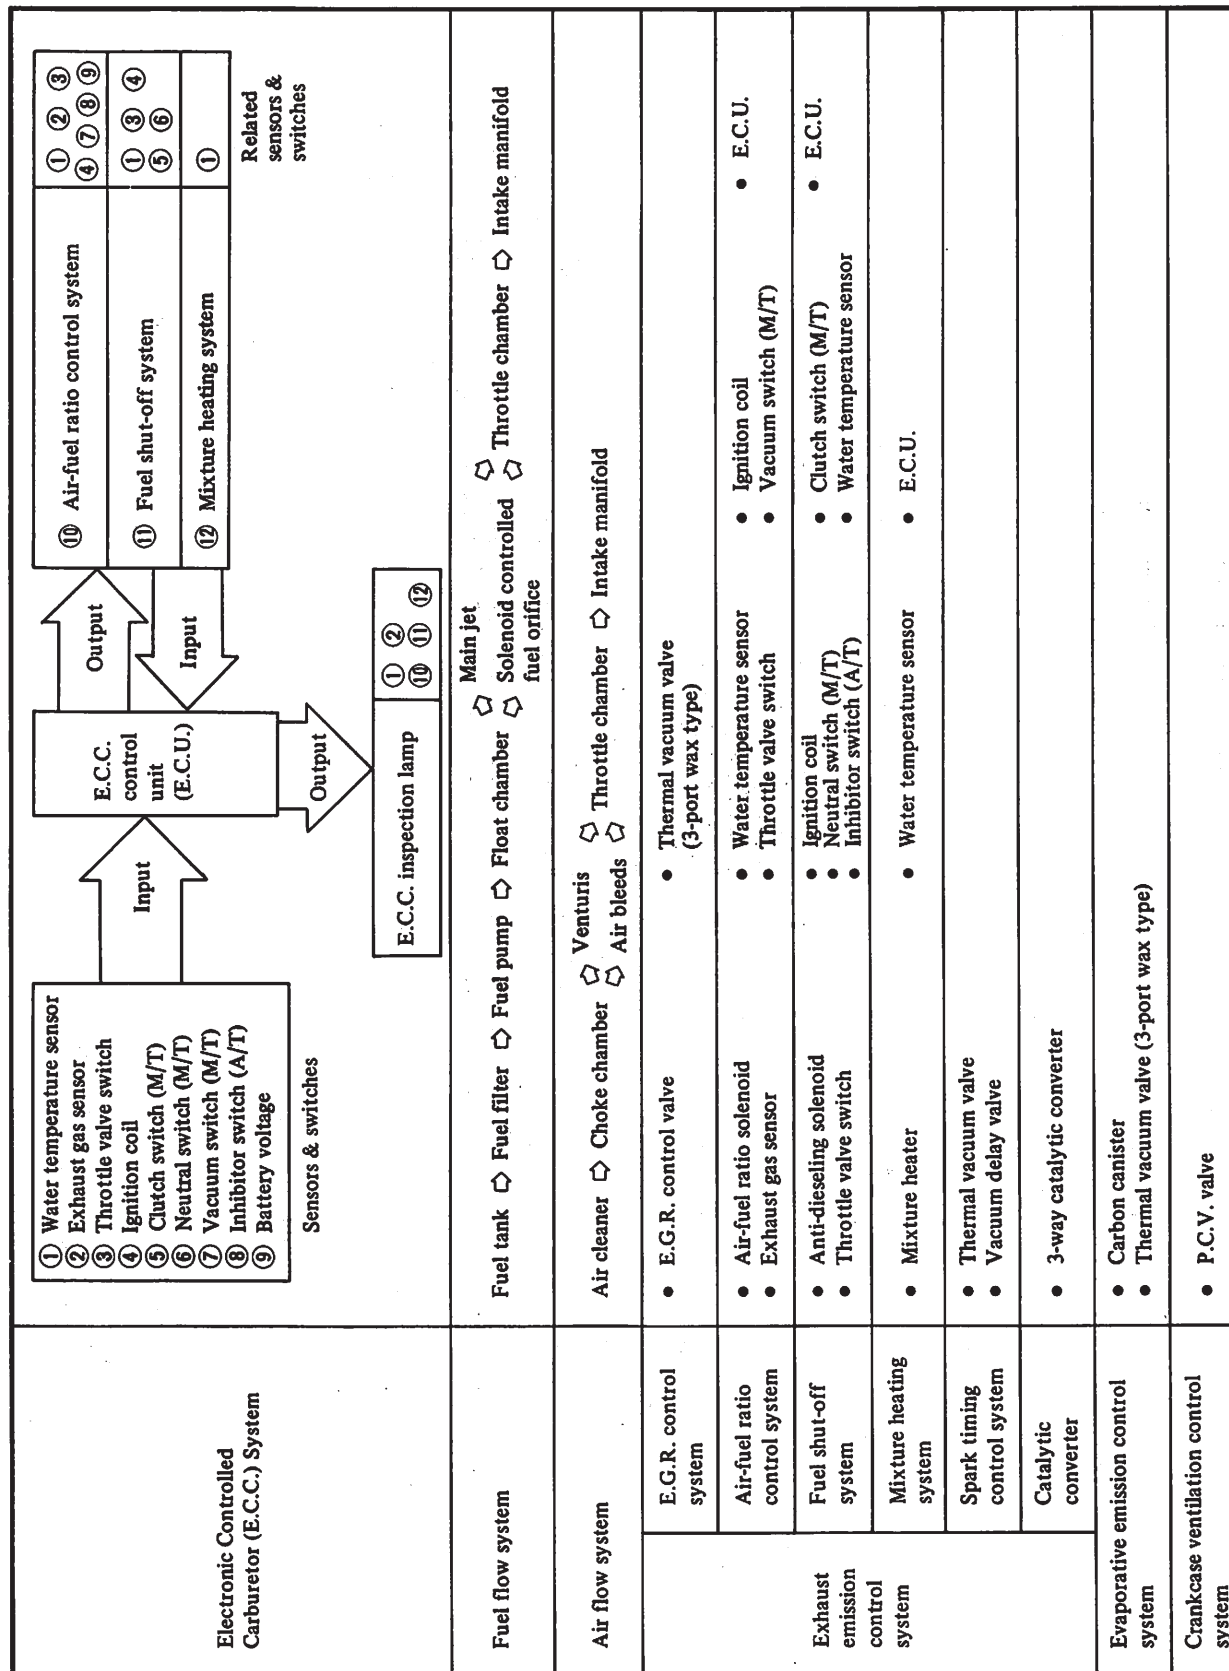 Electronic Controlled
Carburetor (E.C.C.) System
① Water temperature sensor
② Exhaust gas sensor
③ Throttle valve switch
④ Ignition coil
⑤ Clutch switch (M/T)
⑥ Neutral switch (M/T)
⑦ Vacuum switch (M/T)
⑧ Inhibitor switch (A/T)
⑨ Battery voltage
Sensors & switches
Input
E.C.C.
control
unit
(E.C.U.)
Output
Input
Output
⑩ Air-fuel ratio control system
① ② ③
④ ⑦ ⑧ ⑨
⑪ Fuel shut-off system
① ③ ④
⑤ ⑥
⑫ Mixture heating system
①
Related
sensors &
switches
E.C.C. inspection lamp
① ②
⑩ ⑪ ⑫
Fuel flow system
Fuel tank ⇨ Fuel filter ⇨ Fuel pump ⇨ Float chamber ⇨ Main jet ⇨ Throttle chamber ⇨ Intake manifold
⇨ Solenoid controlled ⇨
fuel orifice
Air flow system
Air cleaner ⇨ Choke chamber ⇨ Venturis ⇨ Throttle chamber ⇨ Intake manifold
⇨ Air bleeds ⇨
Exhaust
emission
control
system
E.G.R. control
system
• E.G.R. control valve
• Thermal vacuum valve
(3-port wax type)
Air-fuel ratio
control system
• Air-fuel ratio solenoid
• Exhaust gas sensor
• Water temperature sensor
• Throttle valve switch
• Ignition coil
• Vacuum switch (M/T)
• E.C.U.
Fuel shut-off
system
• Anti-dieseling solenoid
• Throttle valve switch
• Ignition coil
• Neutral switch (M/T)
• Inhibitor switch (A/T)
• Clutch switch (M/T)
• Water temperature sensor
• E.C.U.
Mixture heating
system
• Mixture heater
• Water temperature sensor
• E.C.U.
Spark timing
control system
• Thermal vacuum valve
• Vacuum delay valve
Catalytic
converter
• 3-way catalytic converter
Evaporative emission control
system
• Carbon canister
• Thermal vacuum valve (3-port wax type)
Crankcase ventilation control
system
• P.C.V. valve